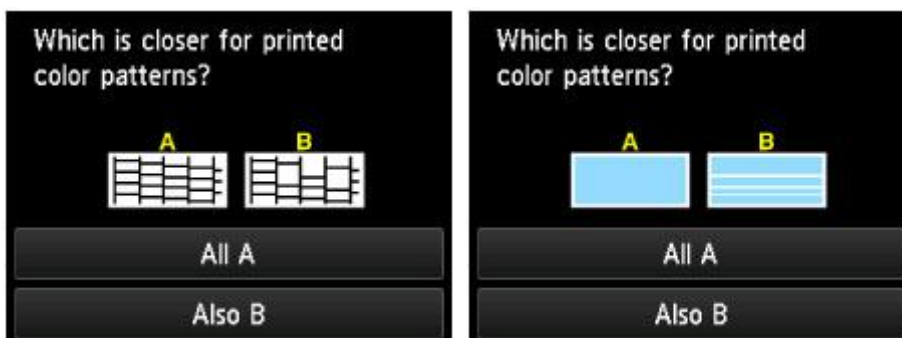 Which is closer for printed
color patterns?
A B
All A
Also B
Which is closer for printed
color patterns?
A B
All A
Also B